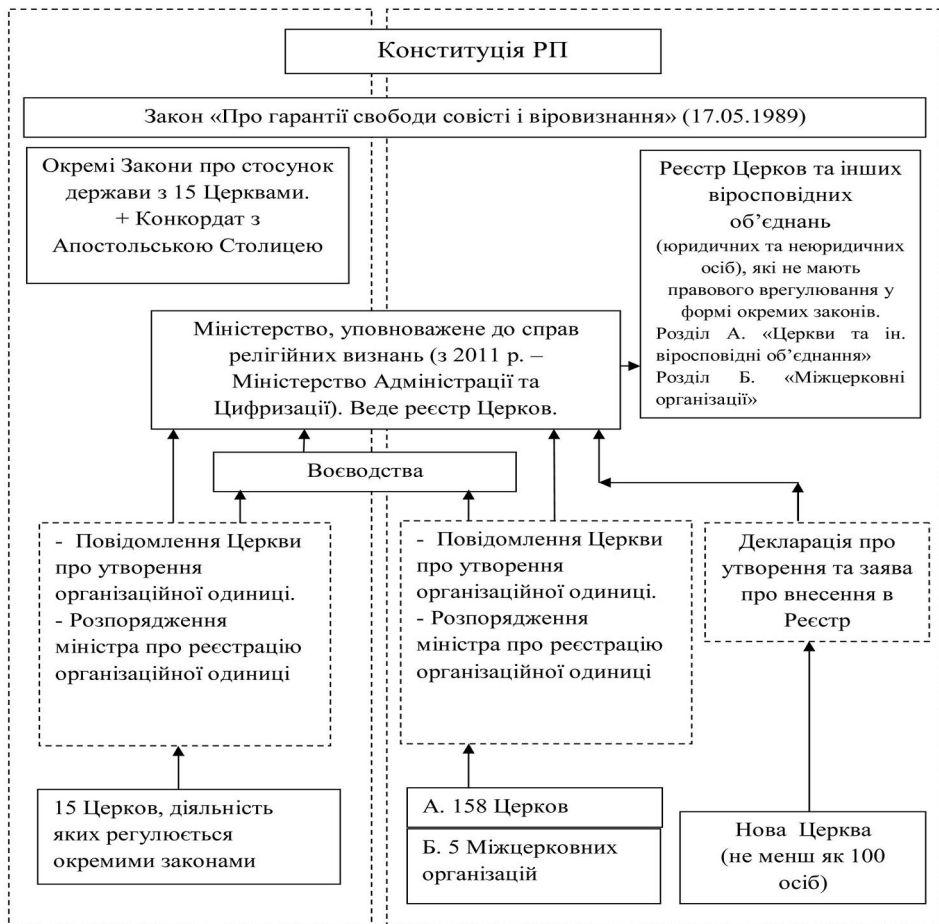 Конституція РП
Закон «Про гарантії свободи совісті і віровизнання» (17.05.1989)
Окремі Закони про стосунок
держави з 15 Церквами.
+ Конкордат з
Апостольською Столицею
Реєстр Церков та інших
віросповідних
об’єднань
(юридичних та неюридичних
осіб), які не мають
правового врегулювання у
формі окремих законів.
Розділ А. «Церкви та ін.
віросповідні об’єднання»
Розділ Б. «Міжцерковні
організації»
Міністерство, уповноважене до справ
релігійних визнань (з 2011 р. –
Міністерство Адміністрації та
Цифризації). Веде реєстр Церков.
Воєводства
- Повідомлення Церкви
про утворення
організаційної одиниці.
- Розпорядження
міністра про реєстрацію
організаційної одиниці
- Повідомлення Церкви
про утворення
організаційної одиниці.
- Розпорядження
міністра про реєстрацію
організаційної одиниці
Декларація про
утворення та заява
про внесення в
Реєстр
15 Церков, діяльність
яких регулюється
окремими законами
А. 158 Церков
Б. 5 Міжцерковних
організацій
Нова Церква
(не менш як 100
осіб)